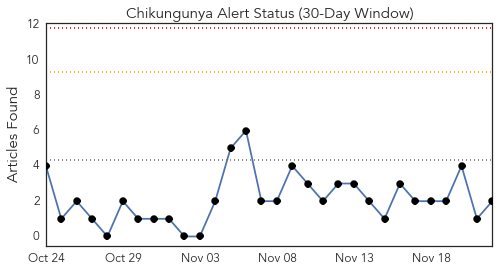 Chikungunya Alert Status (30-Day Window)
12
10
8
6
4
2
0
Articles Found
Oct 24 Oct 29 Nov 03 Nov 08 Nov 13 Nov 18